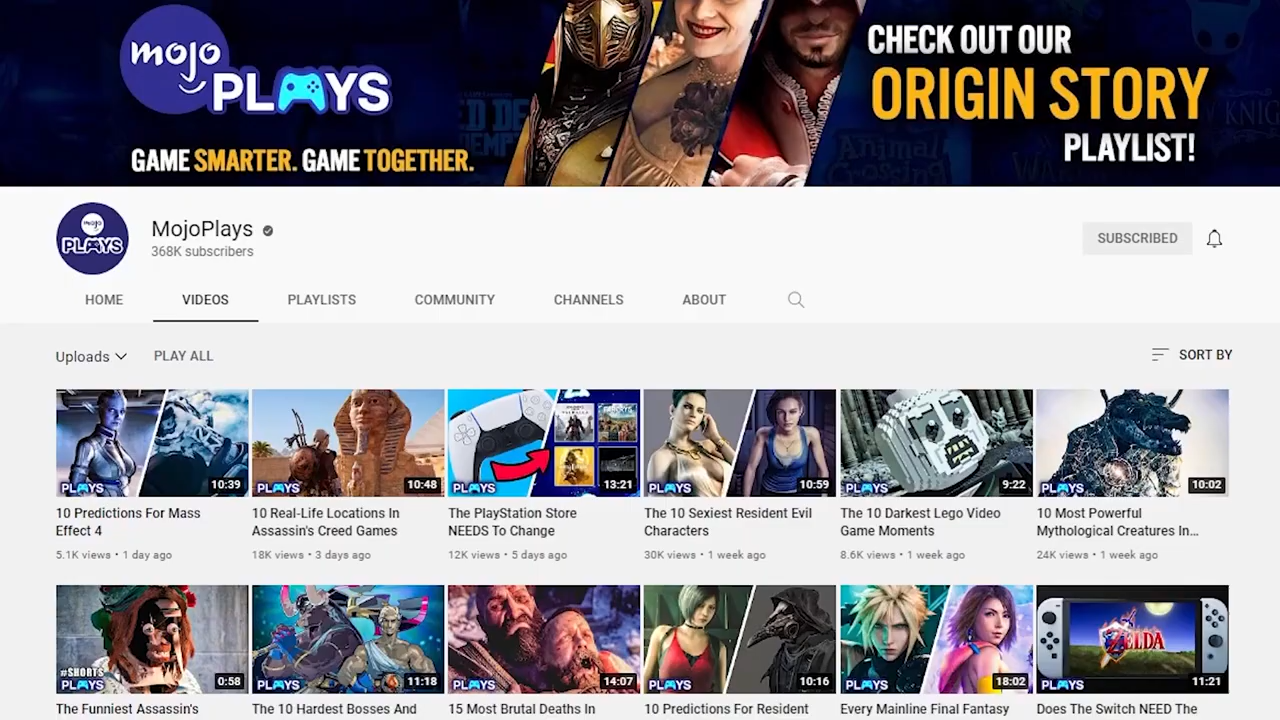 mojo
PLAYS
GAME SMARTER. GAME TOGETHER.
CHECK OUT OUR
ORIGIN STORY
PLAYLIST!
Animal
Crossing
mojo
PLAYS
MojoPlays
368K subscribers
SUBSCRIBED
HOME VIDEOS PLAYLISTS COMMUNITY CHANNELS ABOUT
Uploads PLAY ALL SORT BY
PLAYS 10:39
PLAYS 10:48
PLAYS 13:21
PLAYS 10:59
PLAYS 9:22
PLAYS 10:02
10 Predictions For Mass
Effect 4
5.1K views • 1 day ago
10 Real-Life Locations In
Assassin's Creed Games
18K views • 3 days ago
The PlayStation Store
NEEDS To Change
12K views • 5 days ago
The 10 Sexiest Resident Evil
Characters
30K views • 1 week ago
The 10 Darkest Lego Video
Game Moments
8.6K views • 1 week ago
10 Most Powerful
Mythological Creatures In...
24K views • 1 week ago
#SHORTS
PLAYS 0:58
PLAYS 11:18
PLAYS 14:07
PLAYS 10:16
PLAYS 18:02
ZELDA
PLAYS 11:21
The Funniest Assassin's
The 10 Hardest Bosses And
15 Most Brutal Deaths In
10 Predictions For Resident
Every Mainline Final Fantasy
Does The Switch NEED The